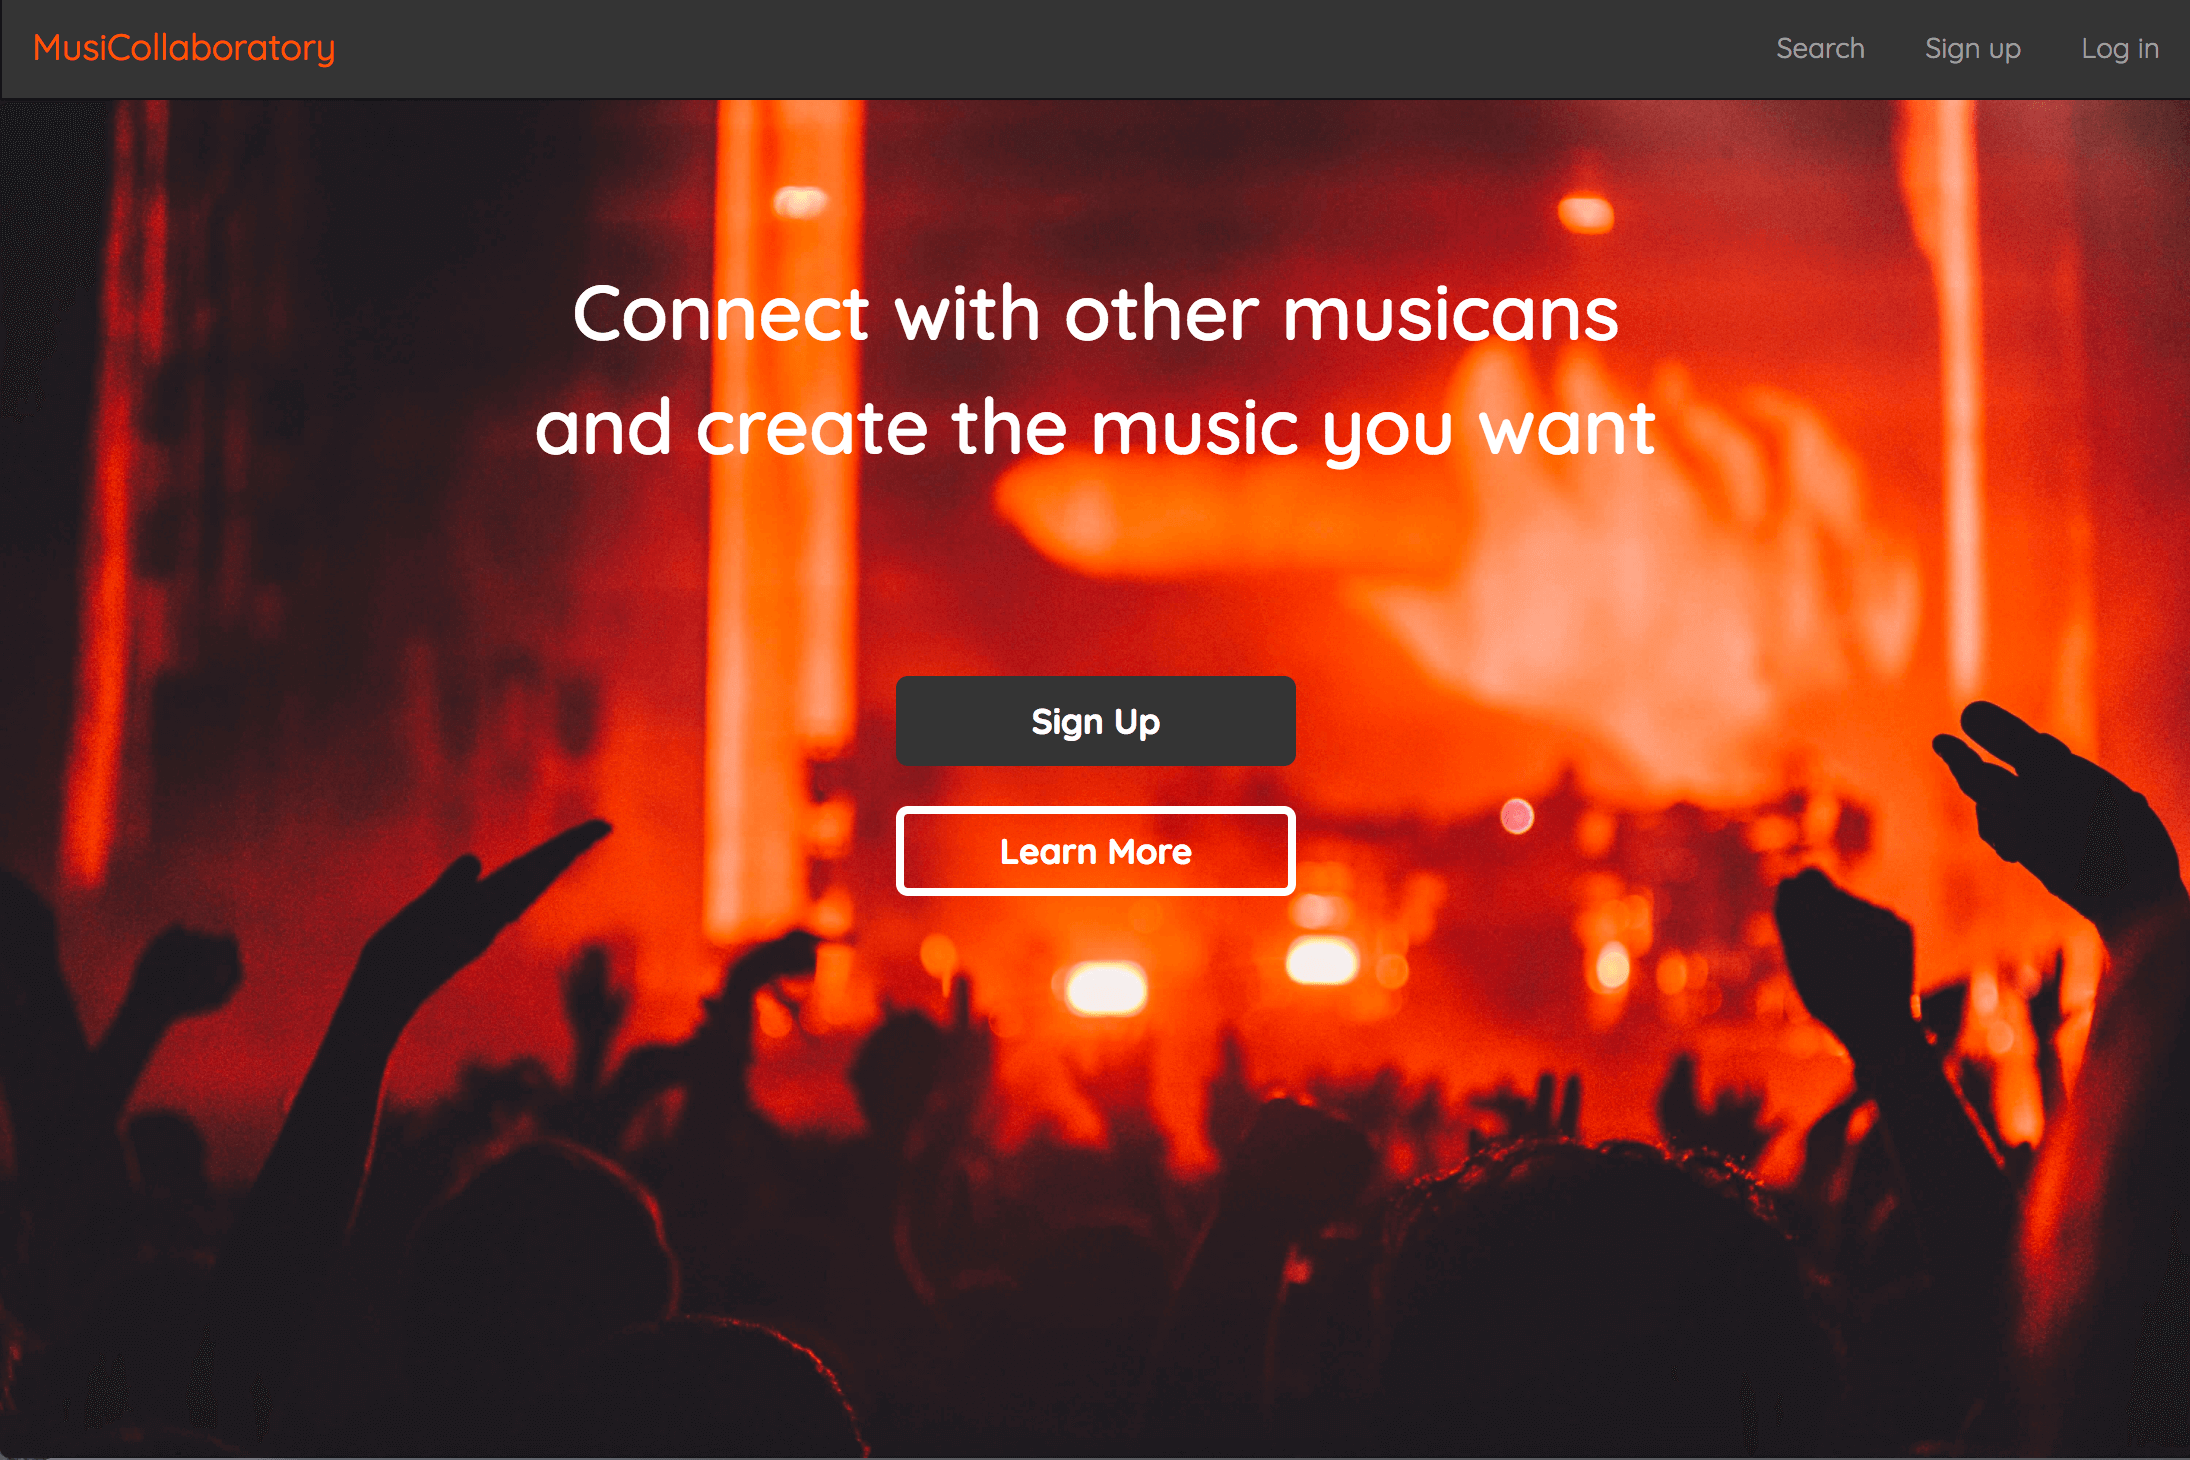 MusiCollaboratory
Search Sign up Log in
Connect with other musicans
and create the music you want
Sign Up
Learn More